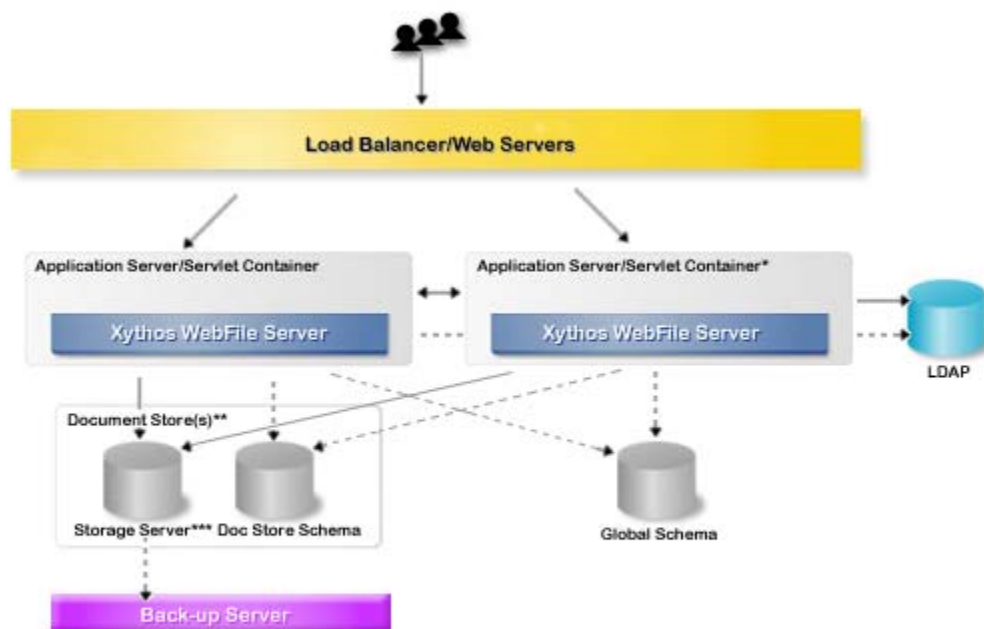 Load Balancer/Web Servers
Application Server/Servlet Container
Application Server/Servlet Container*
Xythos WebFile Server
Xythos WebFile Server
LDAP
Document Store(s)**
Storage Server***
Doc Store Schema
Global Schema
Back-up Server